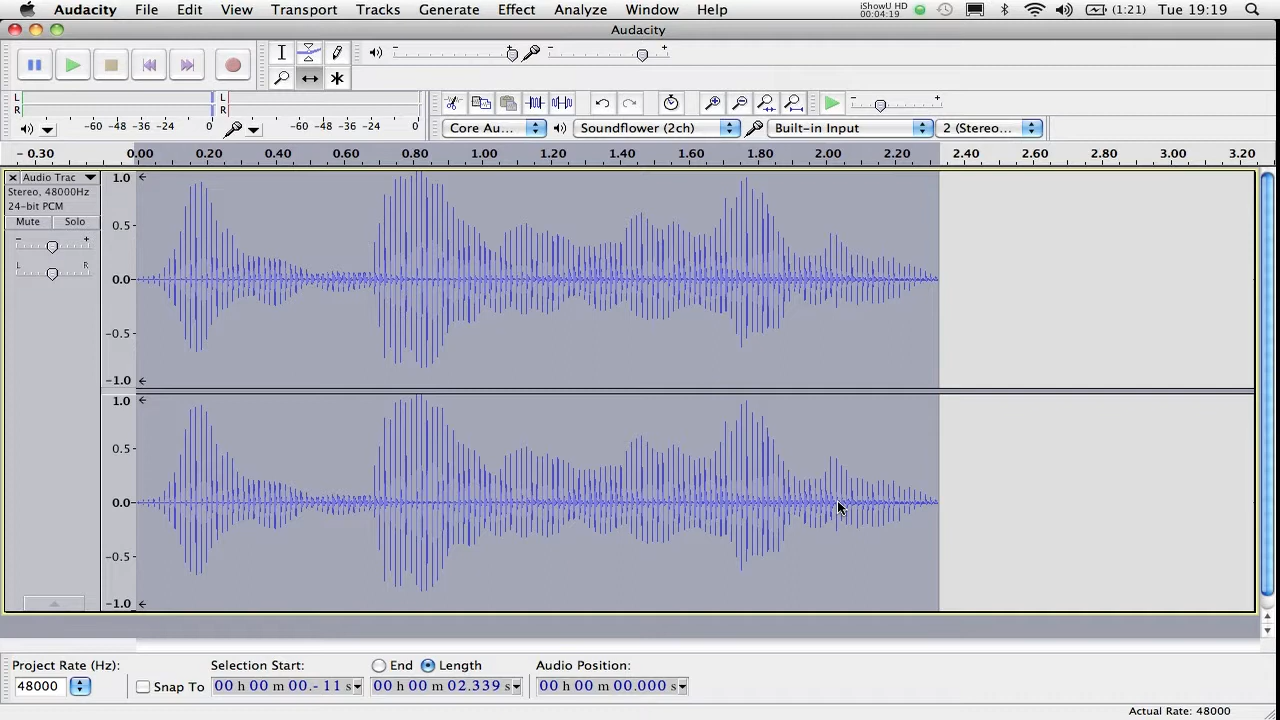 Audacity File Edit View Transport Tracks Generate Effect Analyze Window Help iShowU HD 00:04:19 (1:21) Tue 19:19
Audacity
L R -60 -48 -36 -24 0 L R -60 -48 -36 -24 0
Core Au... Soundflower (2ch) Built-in Input 2 (Stereo...
- 0.30 0.00 0.20 0.40 0.60 0.80 1.00 1.20 1.40 1.60 1.80 2.00 2.20 2.40 2.60 2.80 3.00 3.20
Audio Trac
Stereo, 48000Hz
24-bit PCM
Mute Solo
- +
L R
1.0
0.5
0.0
-0.5
-1.0
1.0
0.5
0.0
-0.5
-1.0
Project Rate (Hz): Selection Start: End Length Audio Position:
48000 Snap To 00 h 00 m 00.- 11 s 00 h 00 m 02.339 s 00 h 00 m 00.000 s
Actual Rate: 48000